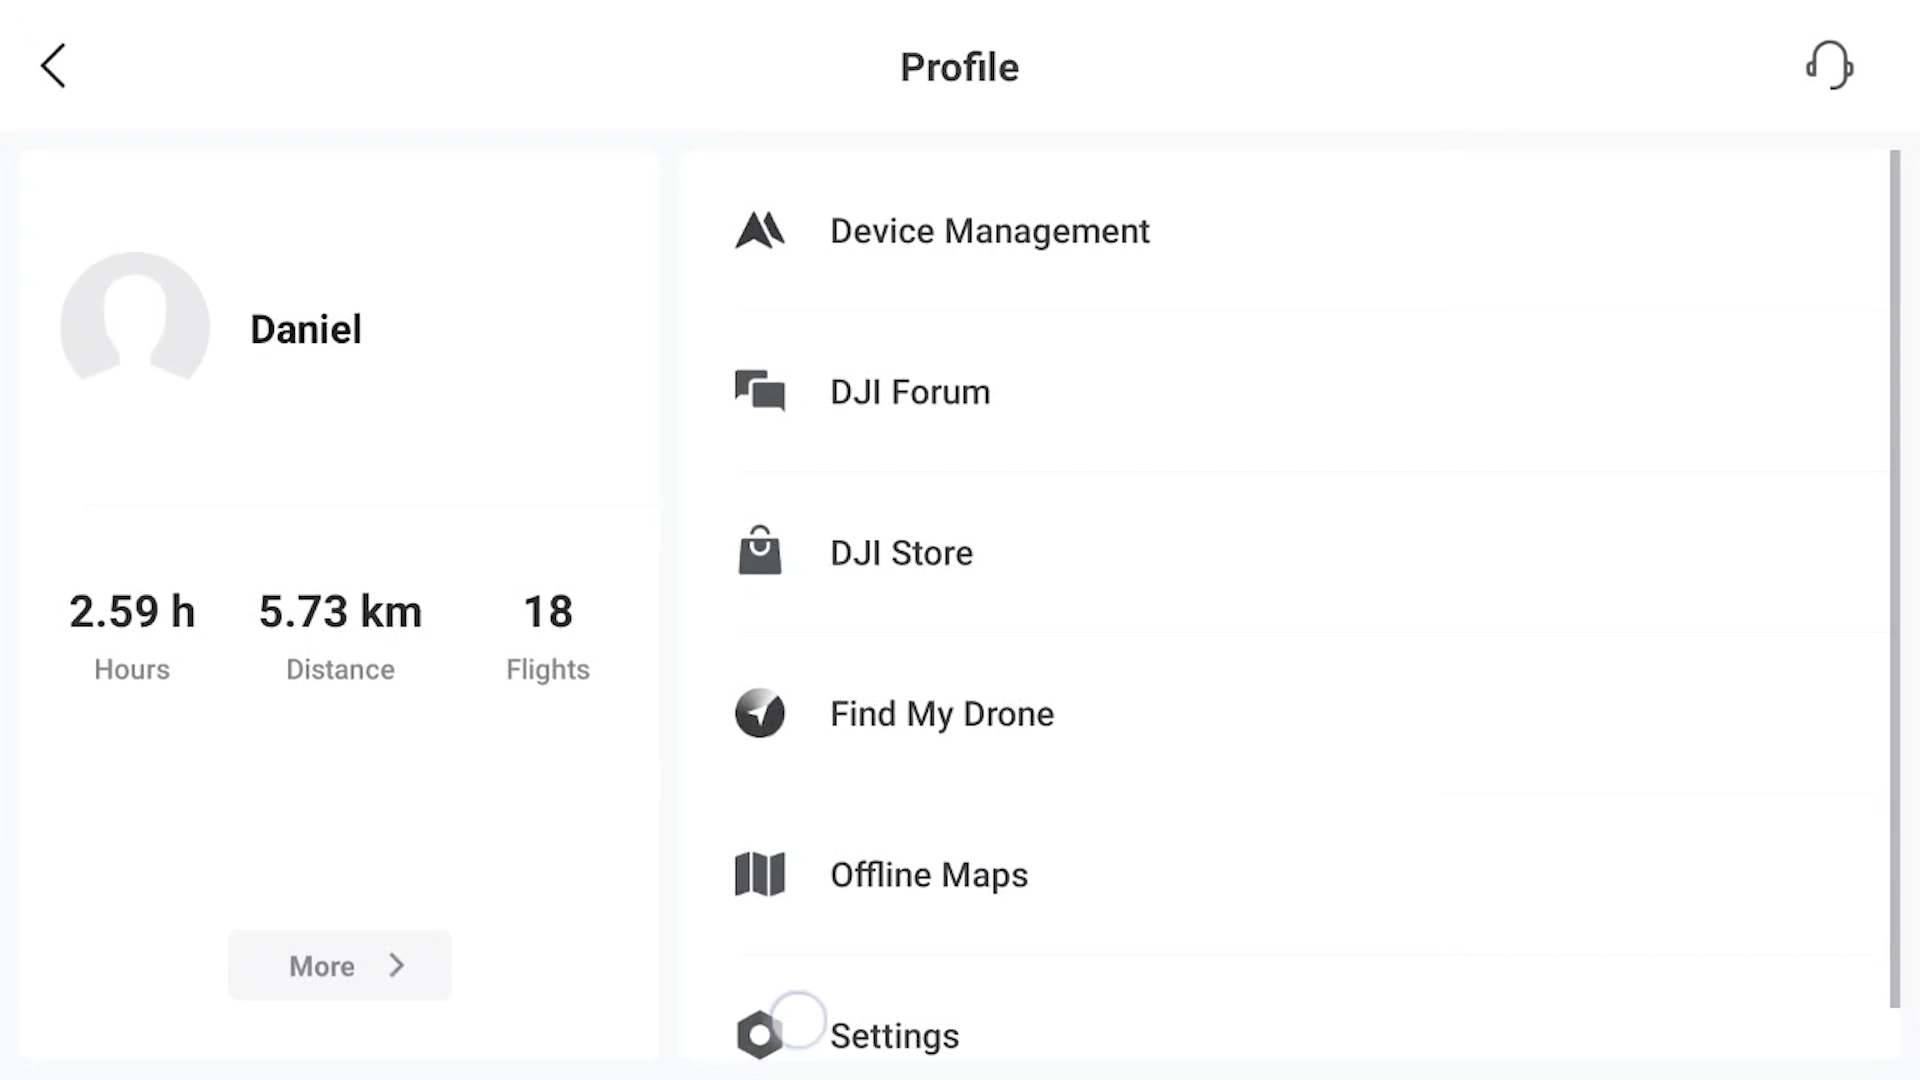 Profile
Daniel
2.59 h
5.73 km
18
Hours
Distance
Flights
More
Device Management
DJI Forum
DJI Store
Find My Drone
Offline Maps
Settings